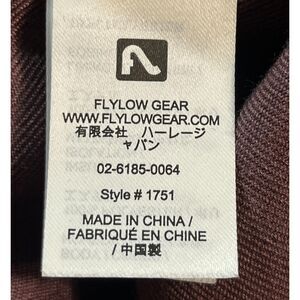 FLYLOW GEAR
WWW.FLYLOWGEAR.COM
有限会社 ハーレージ
ャパン
02-6185-0064
Style # 1751
MADE IN CHINA /
FABRIQUÉ EN CHINE
/ 中国製